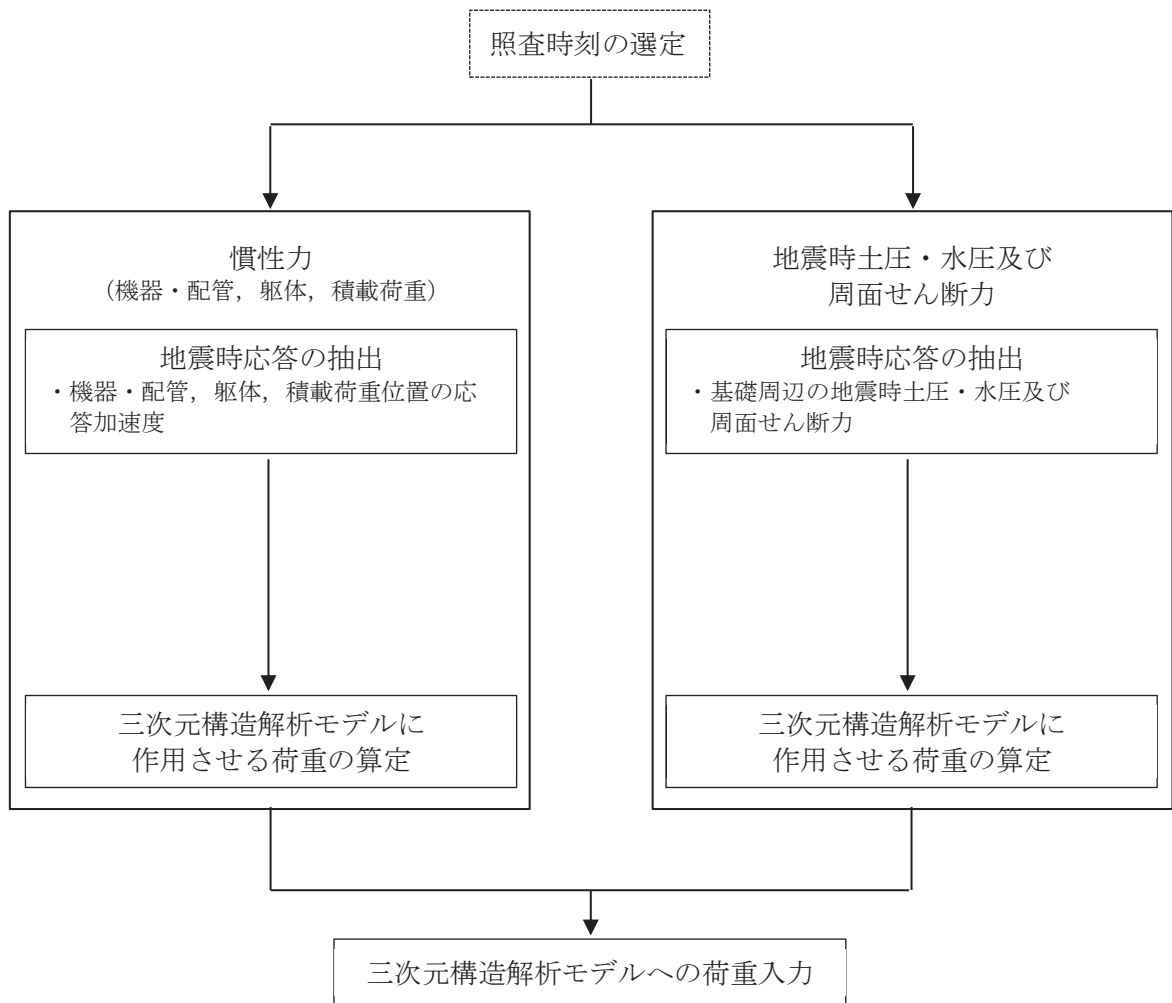 照査時刻の選定
慣性力
（機器・配管，躯体，積載荷重）
地震時応答の抽出
・機器・配管，躯体，積載荷重位置の応
答加速度
三次元構造解析モデルに
作用させる荷重の算定
地震時土圧・水圧及び
周面せん断力
地震時応答の抽出
・基礎周辺の地震時土圧・水圧及び
周面せん断力
三次元構造解析モデルに
作用させる荷重の算定
三次元構造解析モデルへの荷重入力